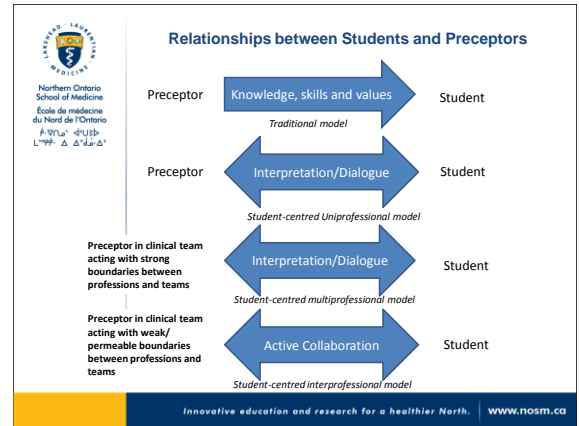 LAKEHEAD · LAURENTIAN
MEDICINE
Northern Ontario
School of Medicine
École de médecine
du Nord de l'Ontario
Relationships between Students and Preceptors
Preceptor
Knowledge, skills and values
Student
Traditional model
Preceptor
Interpretation/Dialogue
Student
Student-centred Uniprofessional model
Preceptor in clinical team
acting with strong
boundaries between
professions and teams
Interpretation/Dialogue
Student
Student-centred multiprofessional model
Preceptor in clinical team
acting with weak/
permeable boundaries
between professions and
teams
Active Collaboration
Student
Student-centred interprofessional model
Innovative education and research for a healthier North.
www.nosm.ca